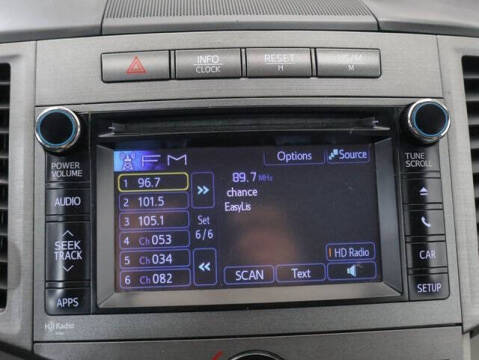 INFO
CLOCK
RESET
H
M
POWER
VOLUME
AUDIO
SEEK
TRACK
APPS
HD Radio
FM
Options
Source
1 96.7
2 101.5
3 105.1
4 Ch 053
5 Ch 034
6 Ch 082
Set
6/6
89.7 MHz
chance
EasyLis
HD Radio
SCAN
Text
TUNE
SCROLL
CAR
SETUP